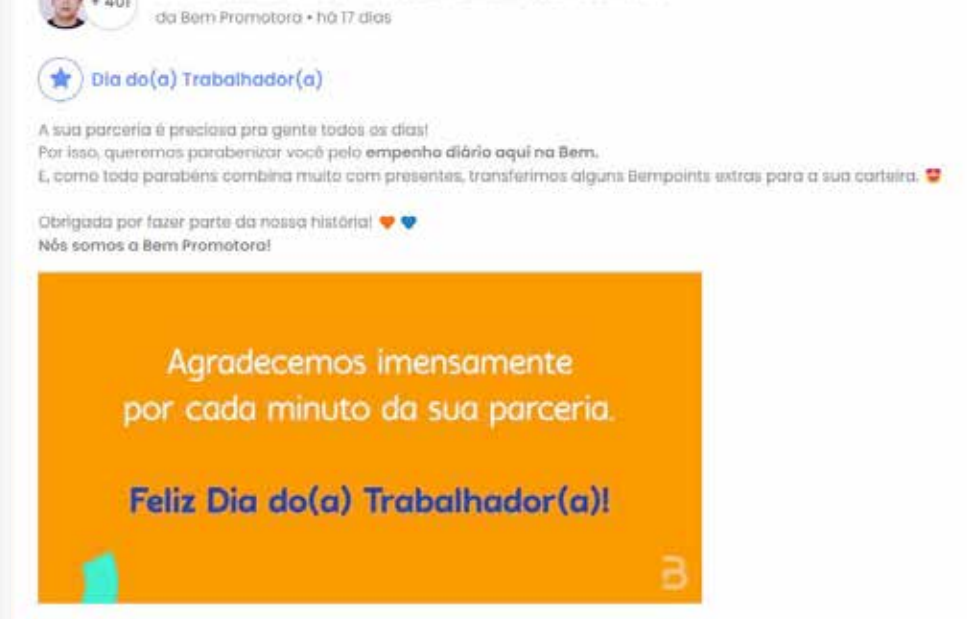 da Bem Promotora • há 17 dias
Dia do(a) Trabalhador(a)
A sua parceria é preciosa pra gente todos os dias!
Por isso, queremos parabenizar você pelo empenho diário aqui na Bem.
E, como todo parabéns combina muito com presentes, transferimos alguns Bempoints extras para a sua carteira. 😍
Obrigada por fazer parte da nossa história! 🧡 💙
Nós somos a Bem Promotora!
Agradecemos imensamente
por cada minuto da sua parceria.
Feliz Dia do(a) Trabalhador(a)!
B